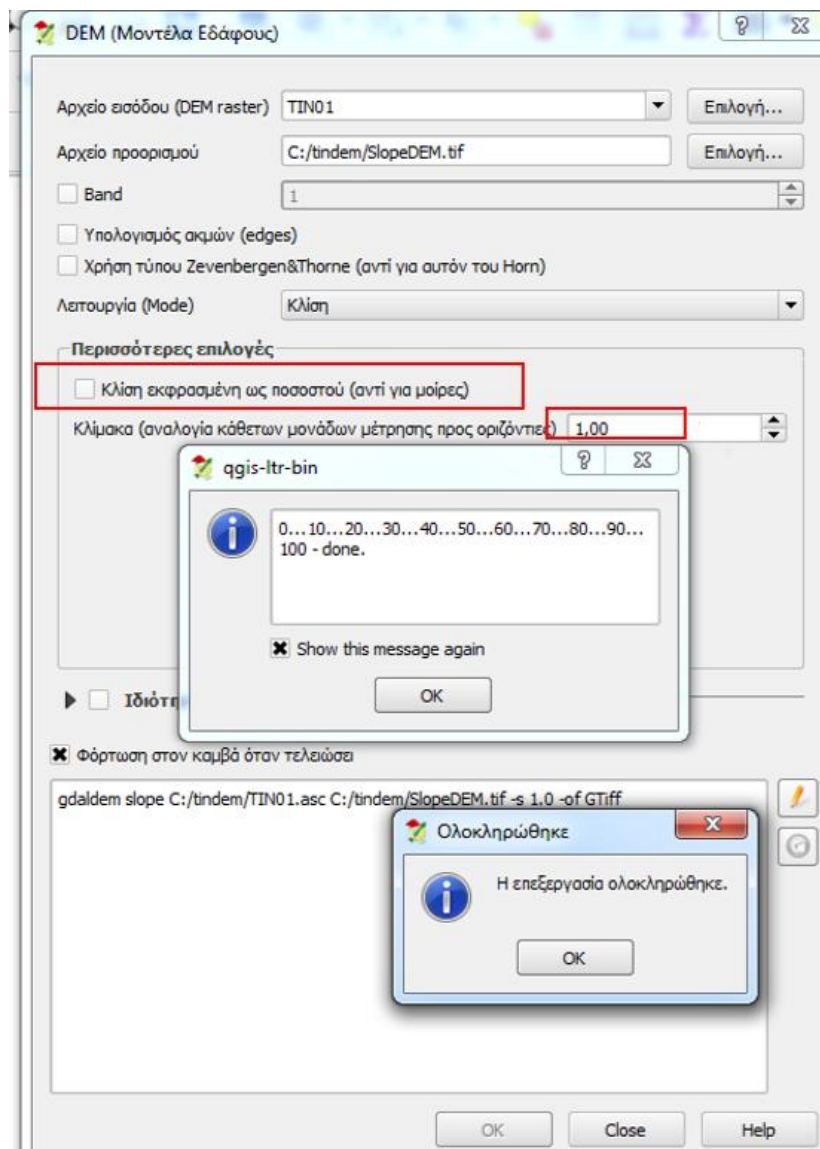 DEM (Μοντέλα Εδάφους)
Αρχείο εισόδου (DEM raster) TIN01 Επιλογή...
Αρχείο προορισμού C:/tindem/SlopeDEM.tif Επιλογή...
Band 1
Υπολογισμός ακμών (edges)
Χρήση τύπου Zevenbergen&Thorne (αντί για αυτόν του Horn)
Λειτουργία (Mode) Κλίση
Περισσότερες επιλογές
Κλίση εκφρασμένη ως ποσοστού (αντί για μοίρες)
Κλίμακα (αναλογία κάθετων μονάδων μέτρησης προς οριζόντιες) 1,00
qgis-ltr-bin
0...10...20...30...40...50...60...70...80...90...
100 - done.
Show this message again
OK
Φόρτωση στον καμβά όταν τελειώσει
gdaldem slope C:/tindem/TIN01.asc C:/tindem/SlopeDEM.tif -s 1.0 -of GTiff
Ολοκληρώθηκε
Η επεξεργασία ολοκληρώθηκε.
OK
OK Close Help